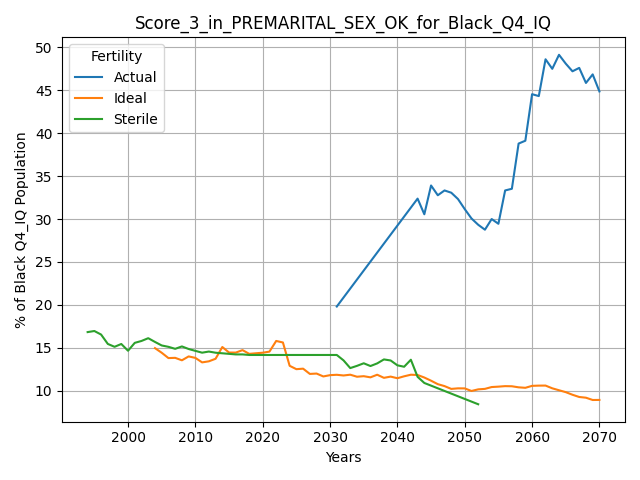 Score_3_in_PREMARITAL_SEX_OK_for_Black_Q4_IQ
Fertility
Actual
Ideal
Sterile
% of Black Q4_IQ Population
50
45
40
35
30
25
20
15
10
2000 2010 2020 2030 2040 2050 2060 2070
Years